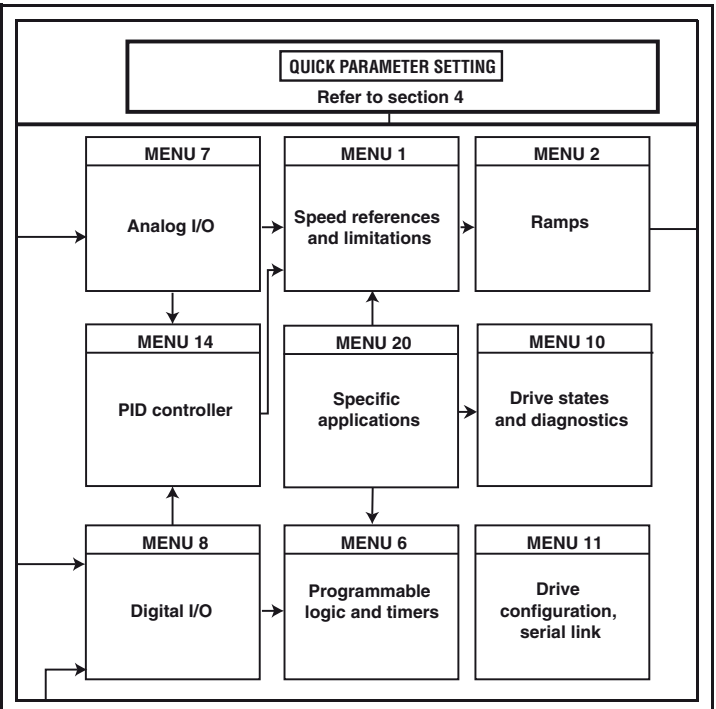 QUICK PARAMETER SETTING
Refer to section 4
MENU 7
Analog I/O
MENU 1
Speed references
and limitations
MENU 2
Ramps
MENU 14
PID controller
MENU 20
Specific
applications
MENU 10
Drive states
and diagnostics
MENU 8
Digital I/O
MENU 6
Programmable
logic and timers
MENU 11
Drive
configuration,
serial link